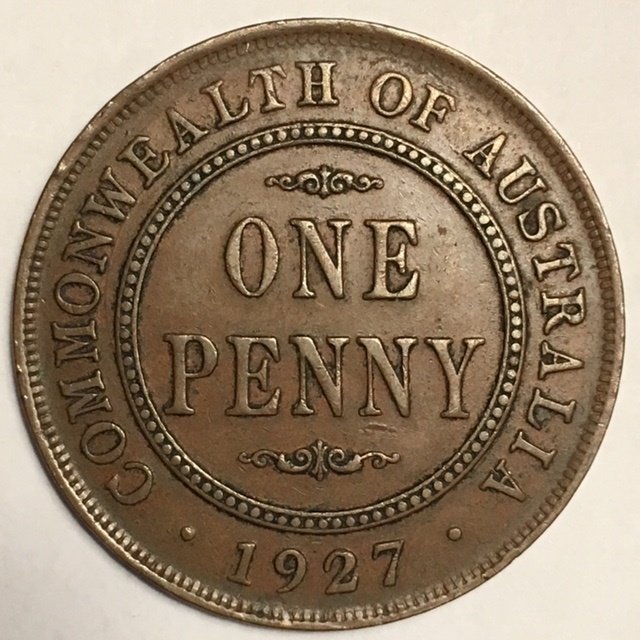 COMMONWEALTH OF AUSTRALIA
ONE
PENNY
· 1927 ·